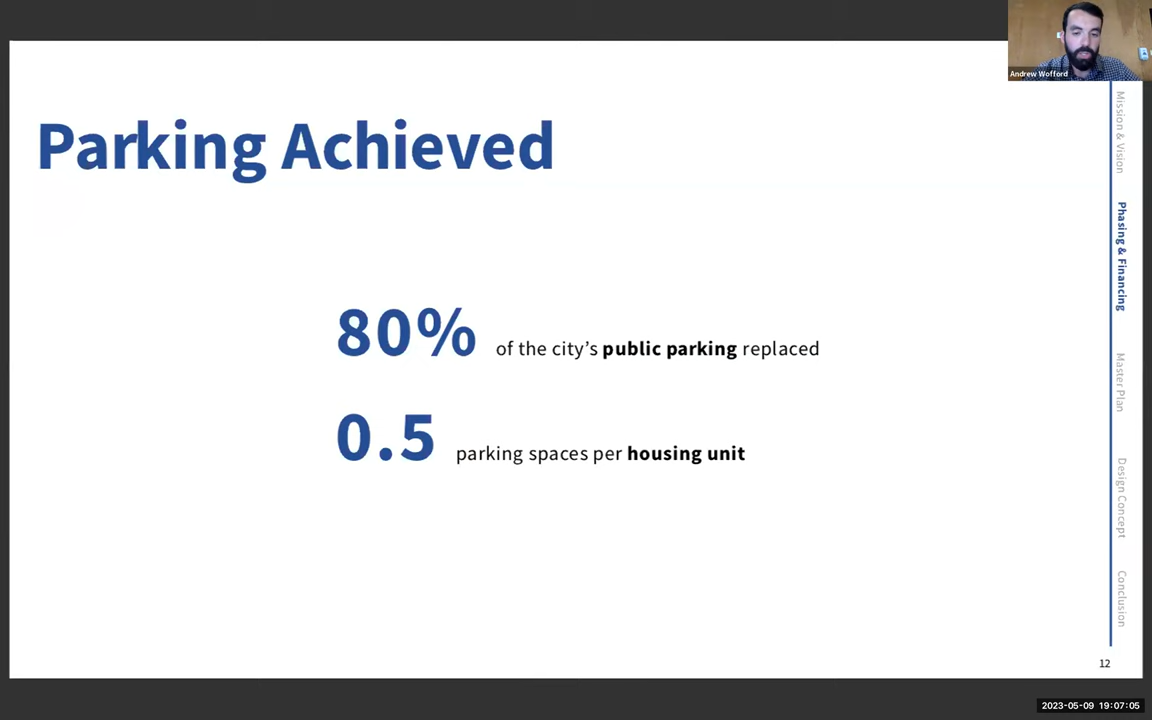 Andrew Wofford
Parking Achieved
80% of the city’s public parking replaced
0.5 parking spaces per housing unit
Mission & Vision
Phasing & Financing
Master Plan
Design Concept
Conclusion
12
2023-05-09 19:07:05